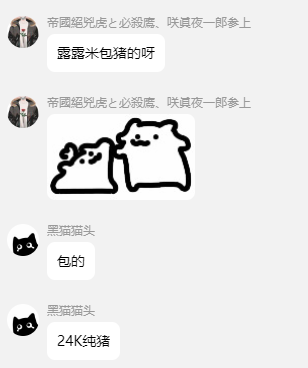 帝國絕兇虎と必殺鷹、咲眞夜一郎参上
露露米包猪的呀
帝國絕兇虎と必殺鷹、咲眞夜一郎参上
黑猫猫头
包的
黑猫猫头
24K纯猪